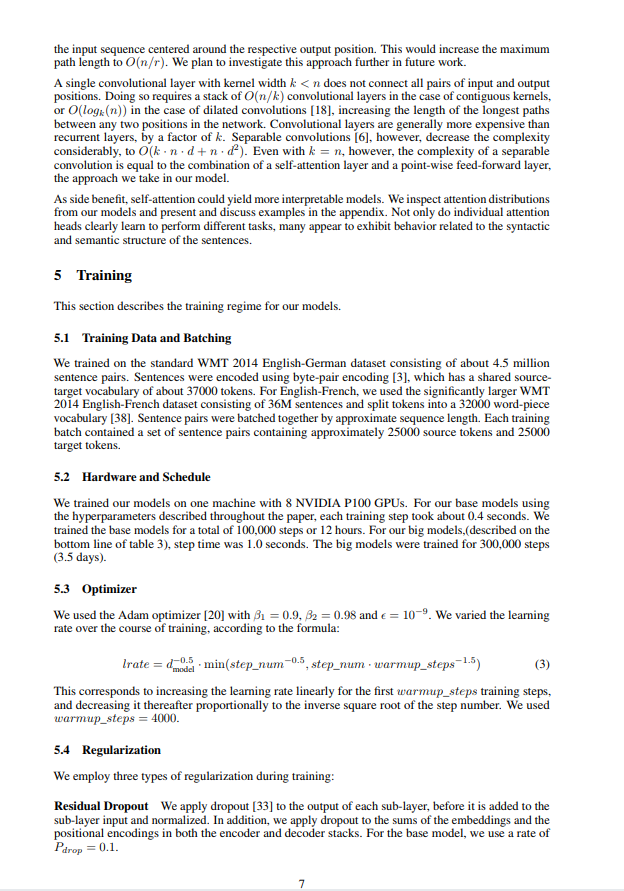 the input sequence centered around the respective output position. This would increase the maximum
path length to O(n/r). We plan to investigate this approach further in future work.
A single convolutional layer with kernel width k < n does not connect all pairs of input and output
positions. Doing so requires a stack of O(n/k) convolutional layers in the case of contiguous kernels,
or O(logₖ(n)) in the case of dilated convolutions [18], increasing the length of the longest paths
between any two positions in the network. Convolutional layers are generally more expensive than
recurrent layers, by a factor of k. Separable convolutions [6], however, decrease the complexity
considerably, to O(k · n · d + n · d²). Even with k = n, however, the complexity of a separable
convolution is equal to the combination of a self-attention layer and a point-wise feed-forward layer,
the approach we take in our model.
As side benefit, self-attention could yield more interpretable models. We inspect attention distributions
from our models and present and discuss examples in the appendix. Not only do individual attention
heads clearly learn to perform different tasks, many appear to exhibit behavior related to the syntactic
and semantic structure of the sentences.
5 Training
This section describes the training regime for our models.
5.1 Training Data and Batching
We trained on the standard WMT 2014 English-German dataset consisting of about 4.5 million
sentence pairs. Sentences were encoded using byte-pair encoding [3], which has a shared source-
target vocabulary of about 37000 tokens. For English-French, we used the significantly larger WMT
2014 English-French dataset consisting of 36M sentences and split tokens into a 32000 word-piece
vocabulary [38]. Sentence pairs were batched together by approximate sequence length. Each training
batch contained a set of sentence pairs containing approximately 25000 source tokens and 25000
target tokens.
5.2 Hardware and Schedule
We trained our models on one machine with 8 NVIDIA P100 GPUs. For our base models using
the hyperparameters described throughout the paper, each training step took about 0.4 seconds. We
trained the base models for a total of 100,000 steps or 12 hours. For our big models,(described on the
bottom line of table 3), step time was 1.0 seconds. The big models were trained for 300,000 steps
(3.5 days).
5.3 Optimizer
We used the Adam optimizer [20] with β₁ = 0.9, β₂ = 0.98 and ϵ = 10⁻⁹. We varied the learning
rate over the course of training, according to the formula:
lrate = d_model^−0.5 · min(step_num^−0.5, step_num · warmup_steps^−1.5) (3)
This corresponds to increasing the learning rate linearly for the first warmup_steps training steps,
and decreasing it thereafter proportionally to the inverse square root of the step number. We used
warmup_steps = 4000.
5.4 Regularization
We employ three types of regularization during training:
Residual Dropout We apply dropout [33] to the output of each sub-layer, before it is added to the
sub-layer input and normalized. In addition, we apply dropout to the sums of the embeddings and the
positional encodings in both the encoder and decoder stacks. For the base model, we use a rate of
P_drop = 0.1.
7